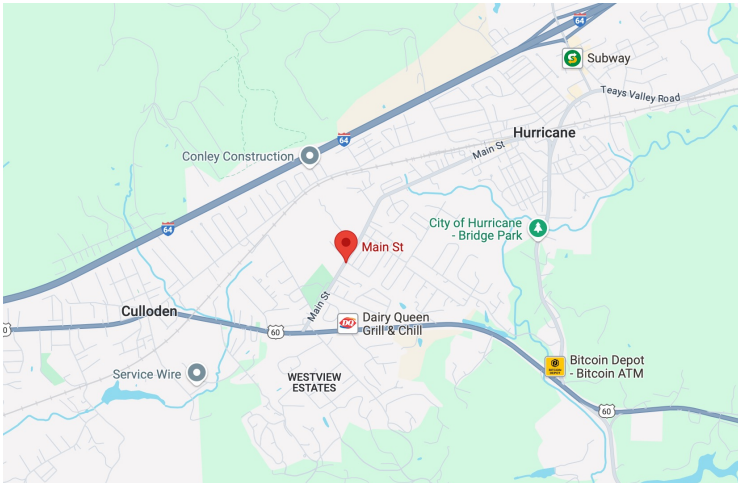 64
Subway
Teays Valley Road
Hurricane
Main St
64
Conley Construction
City of Hurricane
- Bridge Park
64
Main St
Main St
Culloden
0
60
Dairy Queen
Grill & Chill
Service Wire
WESTVIEW
ESTATES
Bitcoin Depot
- Bitcoin ATM
60